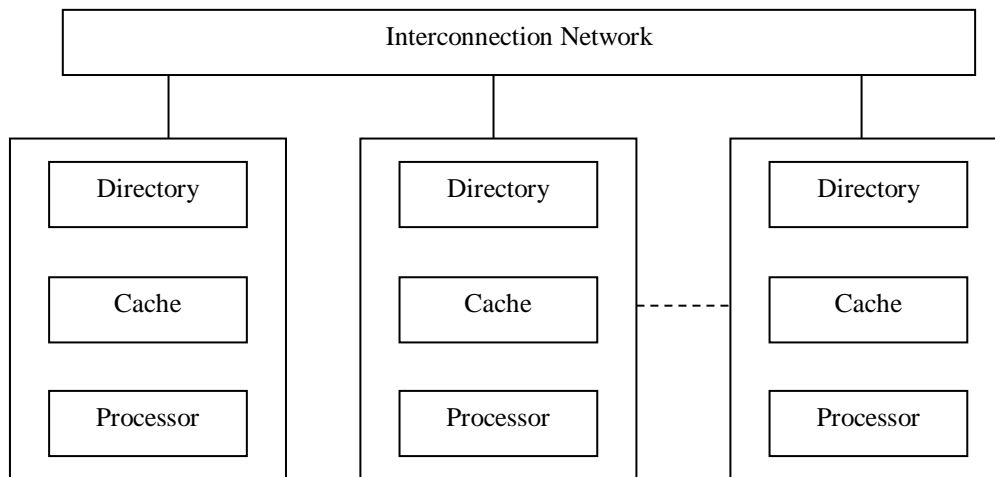 Interconnection Network
Directory
Directory
Directory
Cache
Cache
Cache
Processor
Processor
Processor